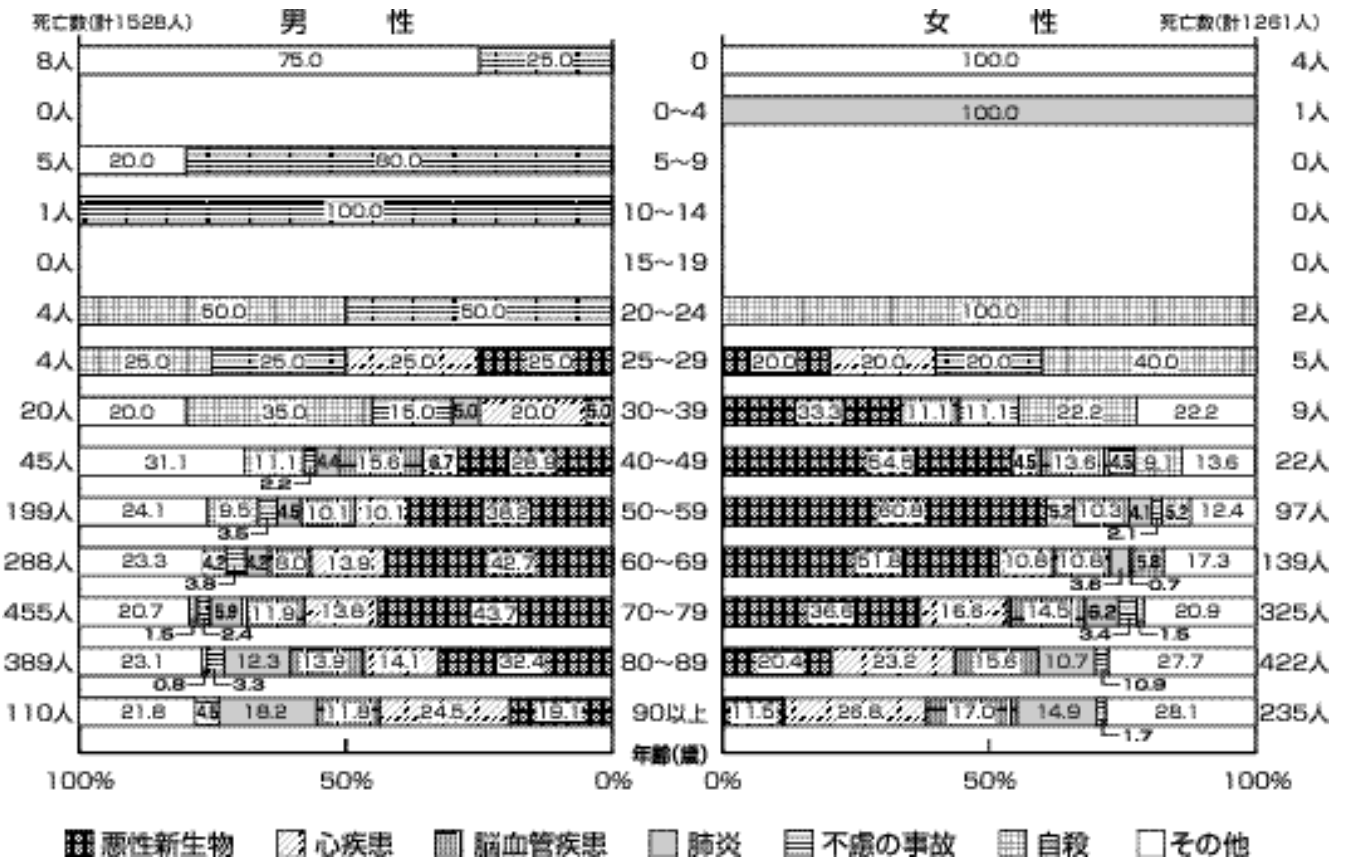 死亡数(計1528人) 男 性 女 性 死亡数(計1261人)
8人 75.0 25.0 0 100.0 4人
0人 0～4 100.0 1人
5人 20.0 80.0 5～9 0人
1人 100.0 10～14 0人
0人 15～19 0人
4人 50.0 50.0 20～24 100.0 2人
4人 25.0 25.0 25.0 25.0 25～29 20.0 20.0 20.0 40.0 5人
20人 20.0 35.0 15.0 5.0 20.0 5.0 30～39 33.3 11.1 11.1 22.2 22.2 9人
45人 31.1 11.1 4.4 15.6 6.7 28.9 40～49 54.5 4.5 13.6 4.5 9.1 13.6 22人
2.2
199人 24.1 9.5 4.5 10.1 10.1 38.2 50～59 60.8 5.2 10.3 4.1 5.2 12.4 97人
3.5 2.1
288人 23.3 4.2 4.2 8.0 13.9 42.7 60～69 51.8 10.8 10.8 5.8 17.3 139人
3.8 3.6 0.7
455人 20.7 5.9 11.9 13.8 43.7 70～79 36.6 16.6 14.5 6.2 20.9 325人
1.5 2.4 3.4 1.5
389人 23.1 12.3 13.9 14.1 32.4 80～89 20.4 23.2 15.6 10.7 27.7 422人
0.8 3.3 10.9
110人 21.8 4.5 18.2 11.8 24.5 19.1 90以上 11.5 26.8 17.0 14.9 28.1 235人
1.7
年齢(歳)
100% 50% 0% 0% 50% 100%
悪性新生物 心疾患 脳血管疾患 肺炎 不慮の事故 自殺 その他